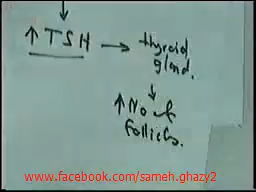 ↑ TSH → thyroid
gland.
↓
↑ No of
follicles.
www.facebook.com/sameh.ghazy2